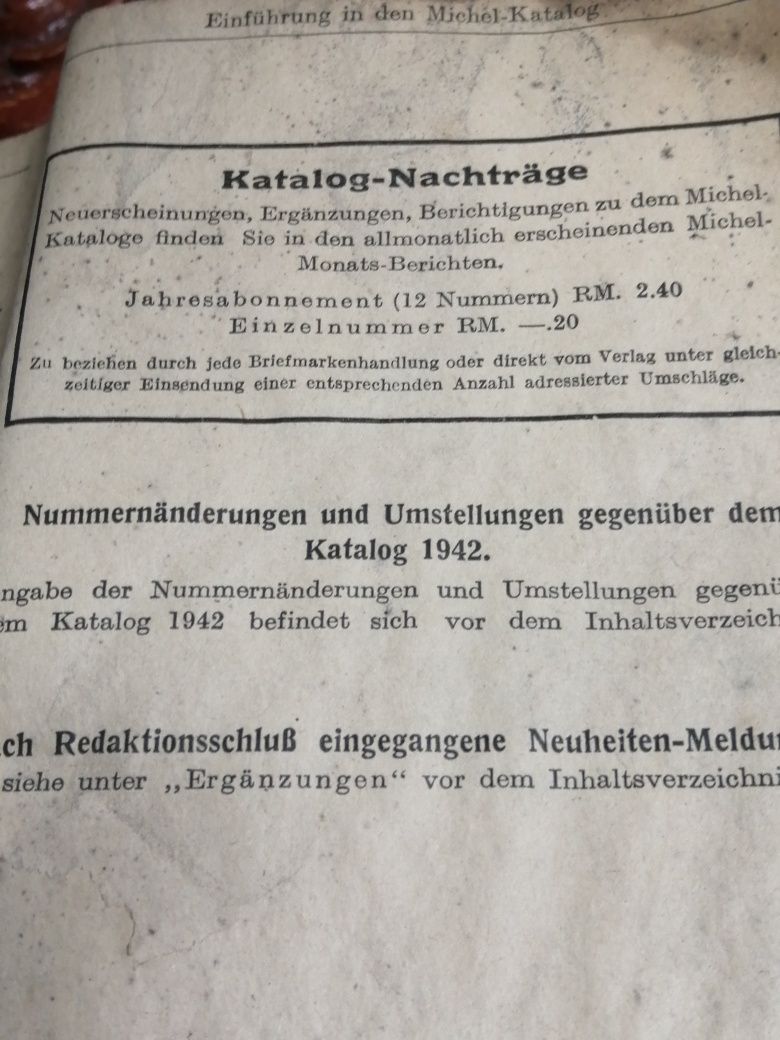 Einführung in den Michel-Katalog
Katalog-Nachträge
Neuerscheinungen, Ergänzungen, Berichtigungen zu dem Michel-
Kataloge finden Sie in den allmonatlich erscheinenden Michel-
Monats-Berichten.
Jahresabonnement (12 Nummern) RM. 2.40
Einzelnummer RM. —.20
Zu beziehen durch jede Briefmarkenhandlung oder direkt vom Verlag unter gleich-
zeitiger Einsendung einer entsprechenden Anzahl adressierter Umschläge.
Nummernänderungen und Umstellungen gegenüber dem
Katalog 1942.
ngabe der Nummernänderungen und Umstellungen gegenü
em Katalog 1942 befindet sich vor dem Inhaltsverzeich
ch Redaktionsschluß eingegangene Neuheiten-Meldu
siehe unter „Ergänzungen“ vor dem Inhaltsverzeichni